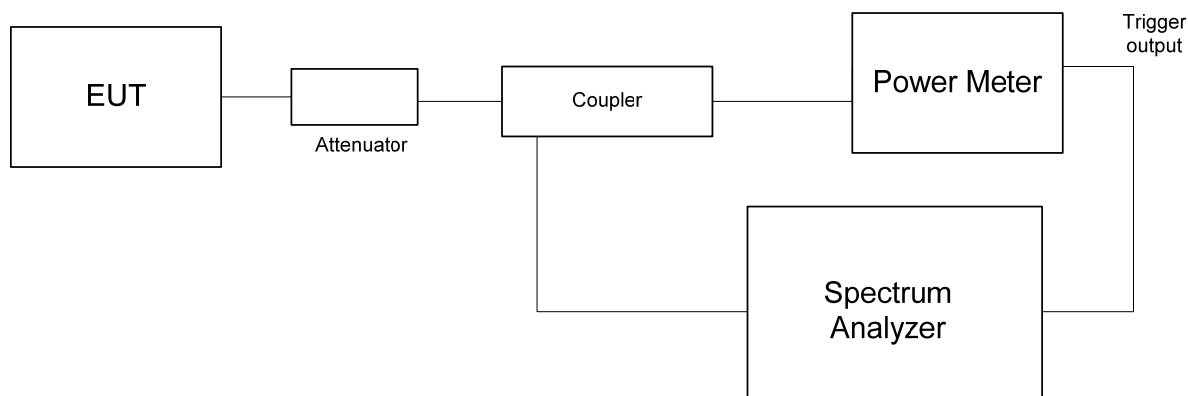 EUT
Attenuator
Coupler
Power Meter
Trigger
output
Spectrum
Analyzer